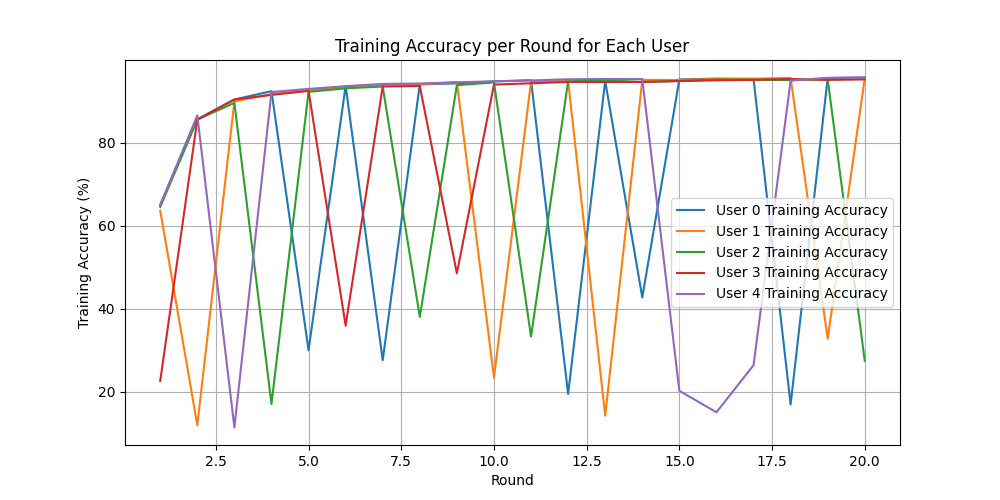 Training Accuracy per Round for Each User
Training Accuracy (%)
80
60
40
20
User 0 Training Accuracy
User 1 Training Accuracy
User 2 Training Accuracy
User 3 Training Accuracy
User 4 Training Accuracy
2.5 5.0 7.5 10.0 12.5 15.0 17.5 20.0
Round